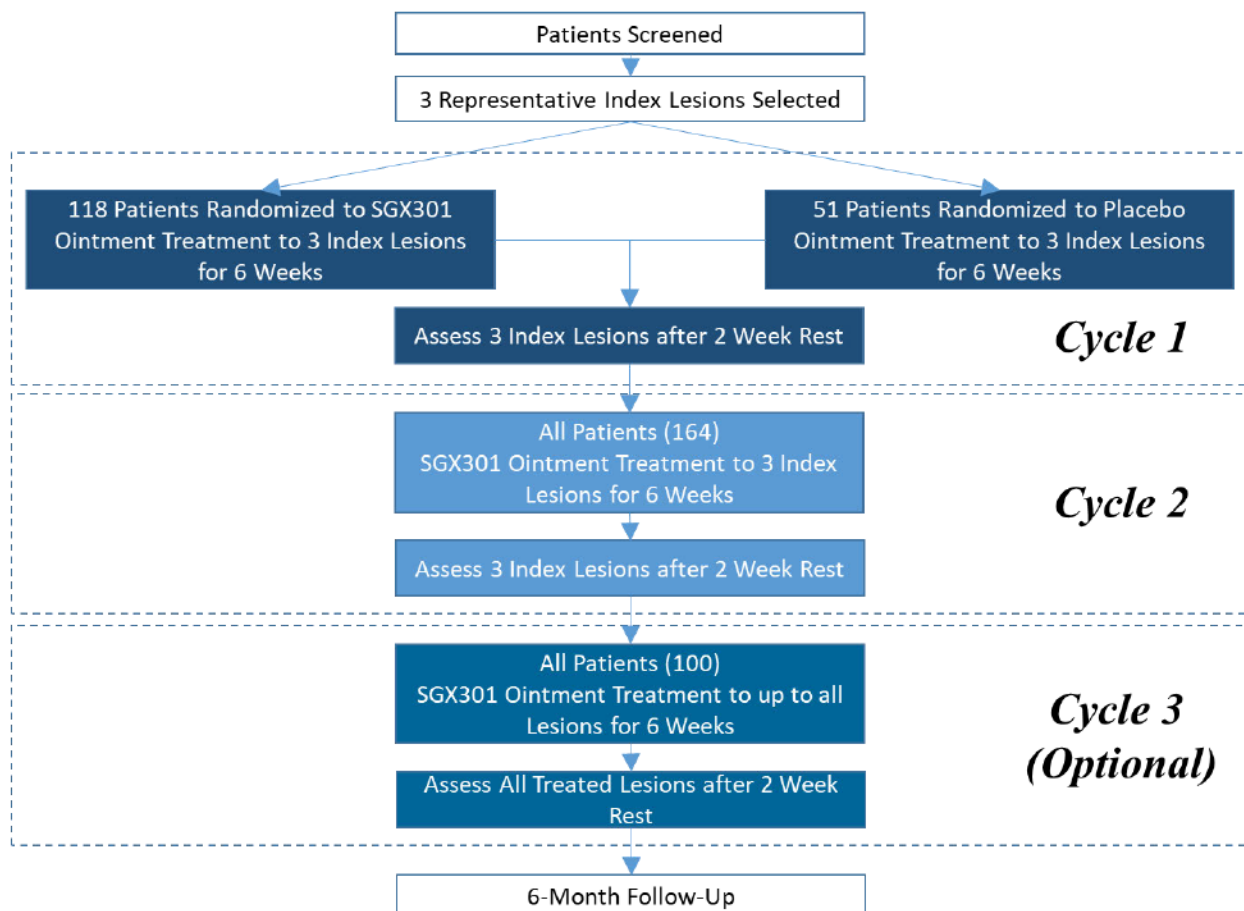 Patients Screened
3 Representative Index Lesions Selected
118 Patients Randomized to SGX301
Ointment Treatment to 3 Index Lesions
for 6 Weeks
51 Patients Randomized to Placebo
Ointment Treatment to 3 Index Lesions
for 6 Weeks
Assess 3 Index Lesions after 2 Week Rest
Cycle 1
All Patients (164)
SGX301 Ointment Treatment to 3 Index
Lesions for 6 Weeks
Cycle 2
Assess 3 Index Lesions after 2 Week Rest
All Patients (100)
SGX301 Ointment Treatment to up to all
Lesions for 6 Weeks
Cycle 3
(Optional)
Assess All Treated Lesions after 2 Week
Rest
6-Month Follow-Up